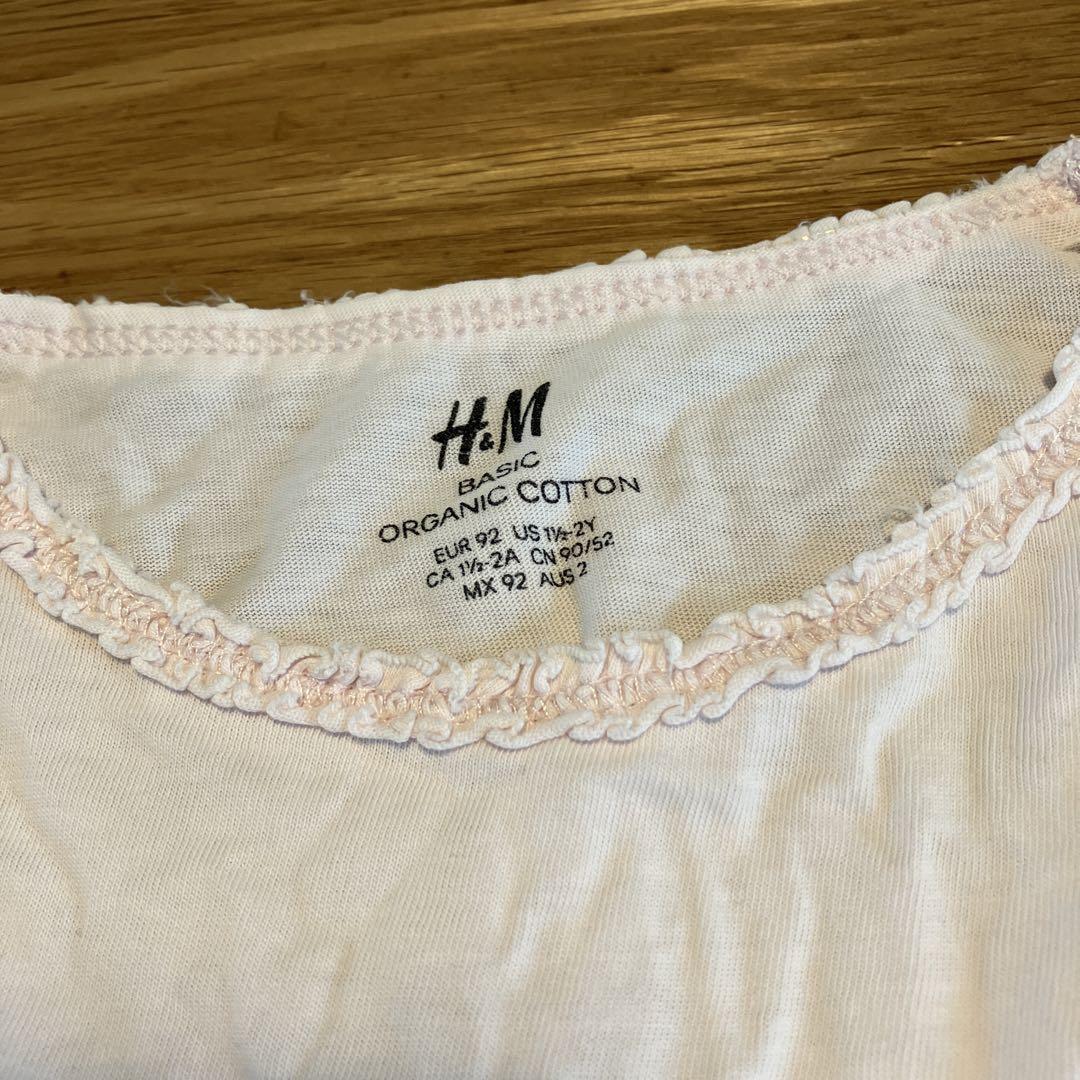 H&M
BASIC
ORGANIC COTTON
EUR 92 US 1½-2Y
CA 1½-2A CN 90/52
MX 92 AUS 2